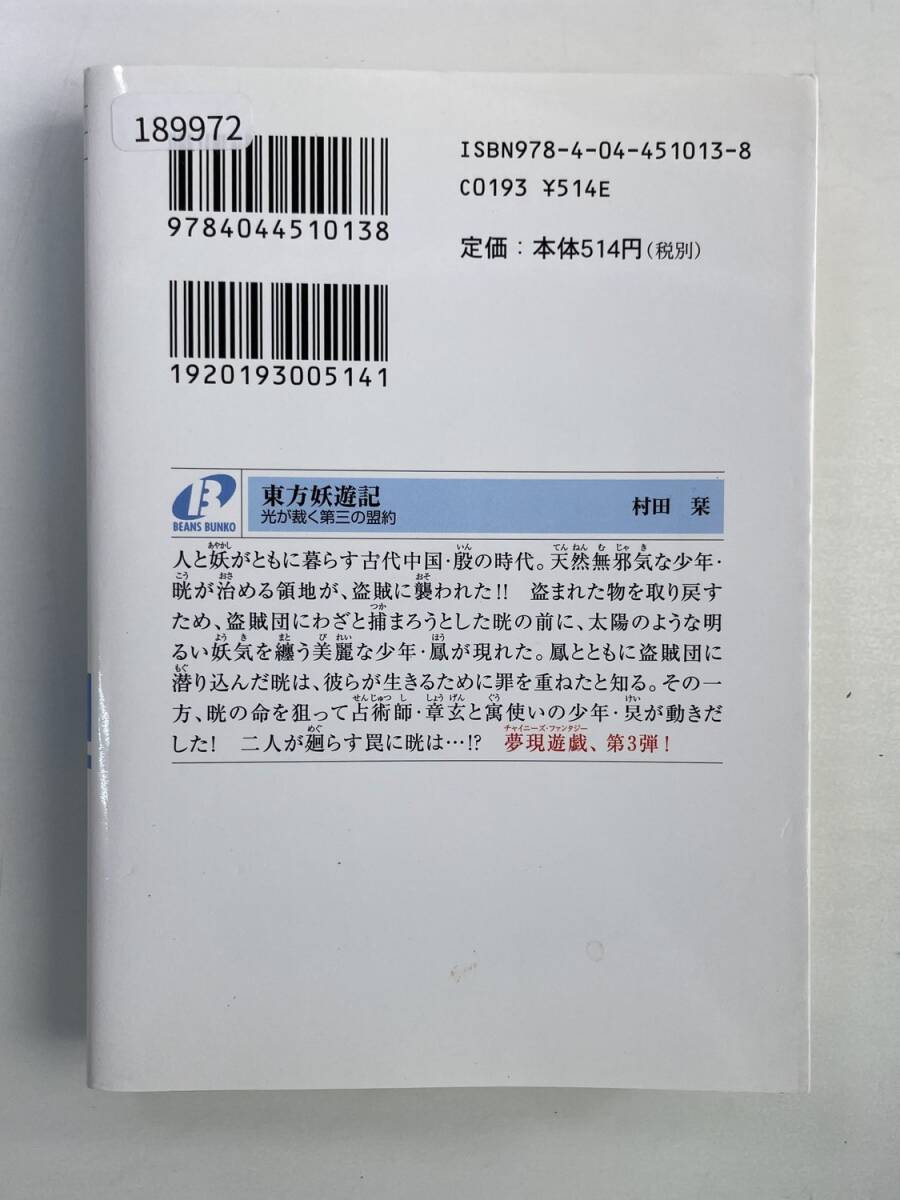 189972
9784044510138
ISBN978-4-04-451013-8
C0193 ¥514E
定価：本体514円(税別)
1920193005141
BEANS BUNKO
東方妖遊記
光が裁く第三の盟約
村田 栞
人と妖がともに暮らす古代中国・殷の時代。天然無邪気な少年・
晄が治める領地が、盗賊に襲われた!! 盗まれた物を取り戻す
ため、盗賊団にわざと捕まろうとした晄の前に、太陽のような明
るい妖気を纏う美麗な少年・鳳が現れた。鳳とともに盗賊団に
潜り込んだ晄は、彼らが生きるために罪を重ねたと知る。その一
方、晄の命を狙って占術師・章玄と寓使いの少年・炅が動きだ
した! 二人が廻らす罠に晄は…!? 夢現遊戯、第3弾!